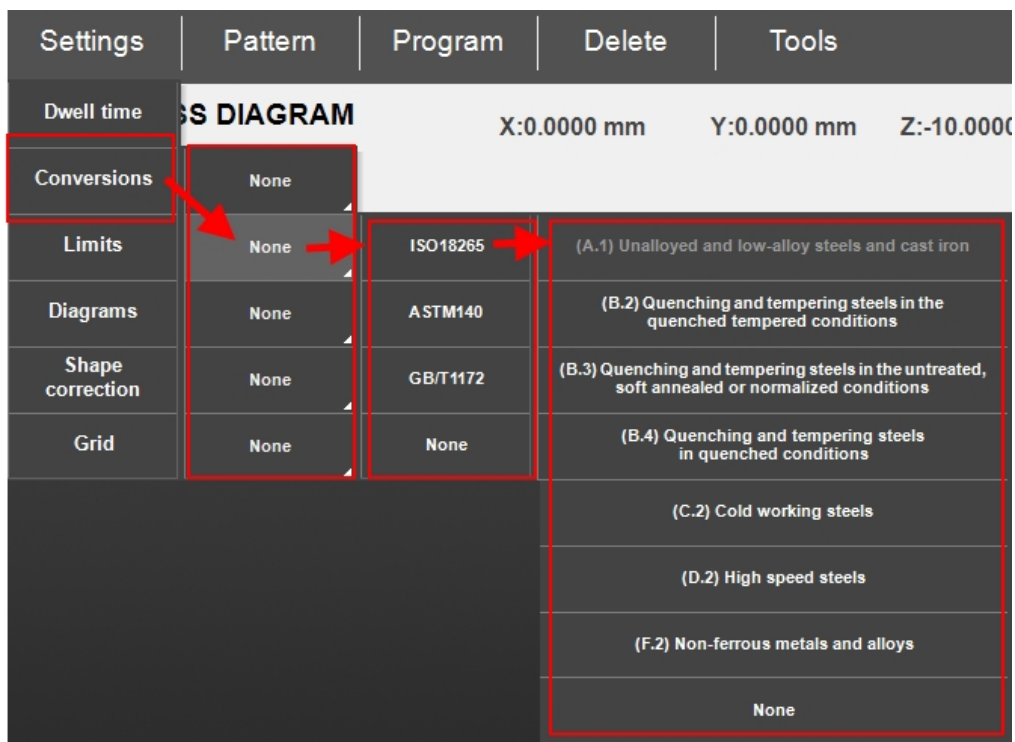 Settings Pattern Program Delete Tools
Dwell time
SS DIAGRAM
X:0.0000 mm Y:0.0000 mm Z:-10.0000
Conversions
None
Limits
None
ISO18265
(A.1) Unalloyed and low-alloy steels and cast iron
Diagrams
None
ASTM140
(B.2) Quenching and tempering steels in the
quenched tempered conditions
Shape
correction
None
GB/T1172
(B.3) Quenching and tempering steels in the untreated,
soft annealed or normalized conditions
Grid
None
None
(B.4) Quenching and tempering steels
in quenched conditions
(C.2) Cold working steels
(D.2) High speed steels
(F.2) Non-ferrous metals and alloys
None